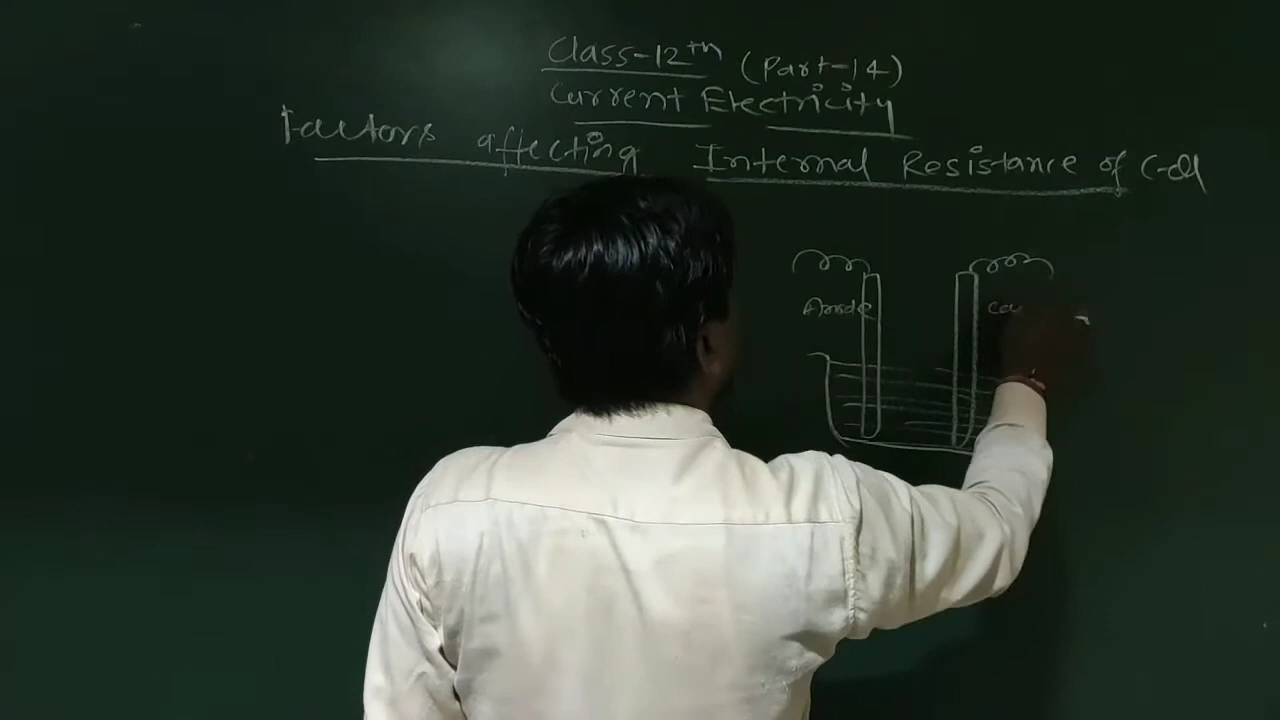 Class-12th (Part-14)
Current Electricity
Factors affecting Internal Resistance of Cell
Anode